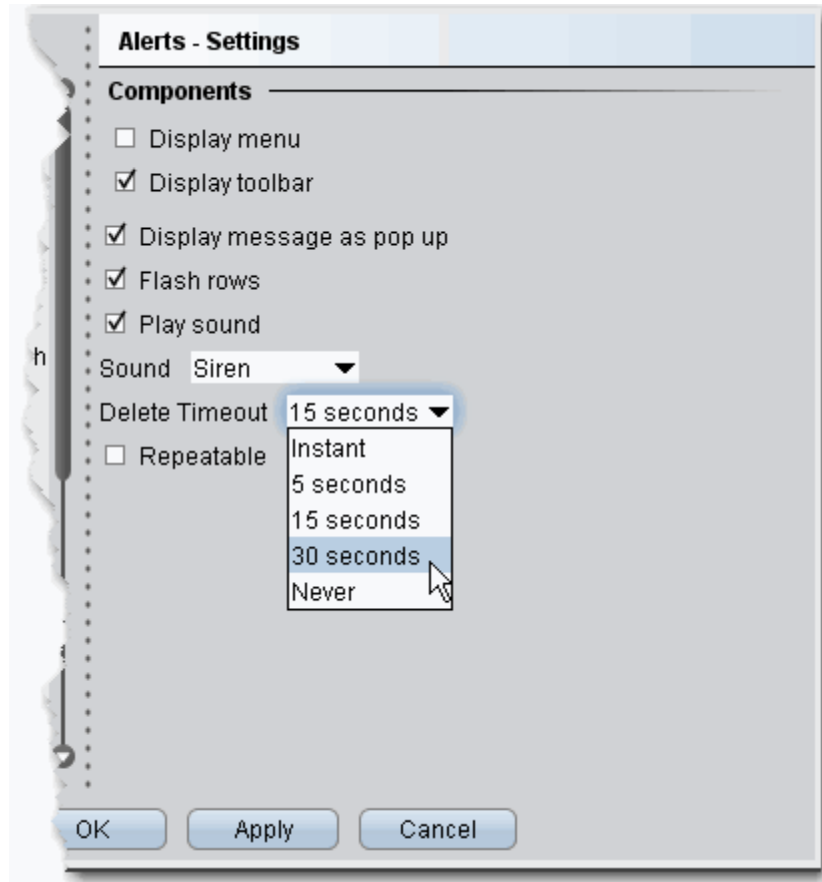 Alerts - Settings
Components
Display menu
Display toolbar
Display message as pop up
Flash rows
Play sound
h
Sound Siren
Delete Timeout 15 seconds
Repeatable
Instant
5 seconds
15 seconds
30 seconds
Never
OK Apply Cancel